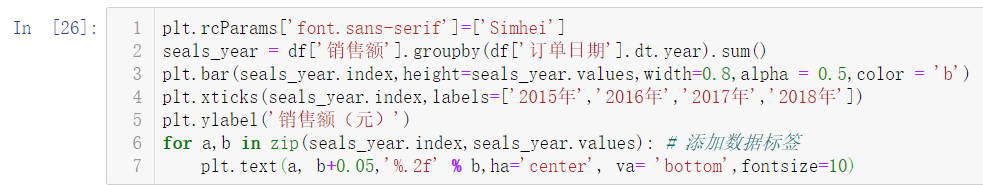 In [26]:
1 plt.rcParams['font.sans-serif']=['Simhei']
2 seals_year = df['销售额'].groupby(df['订单日期'].dt.year).sum()
3 plt.bar(seals_year.index,height=seals_year.values,width=0.8,alpha = 0.5,color = 'b')
4 plt.xticks(seals_year.index,labels=['2015年','2016年','2017年','2018年'])
5 plt.ylabel('销售额（元）')
6 for a,b in zip(seals_year.index,seals_year.values): # 添加数据标签
7     plt.text(a, b+0.05,'%.2f' % b,ha='center', va= 'bottom',fontsize=10)